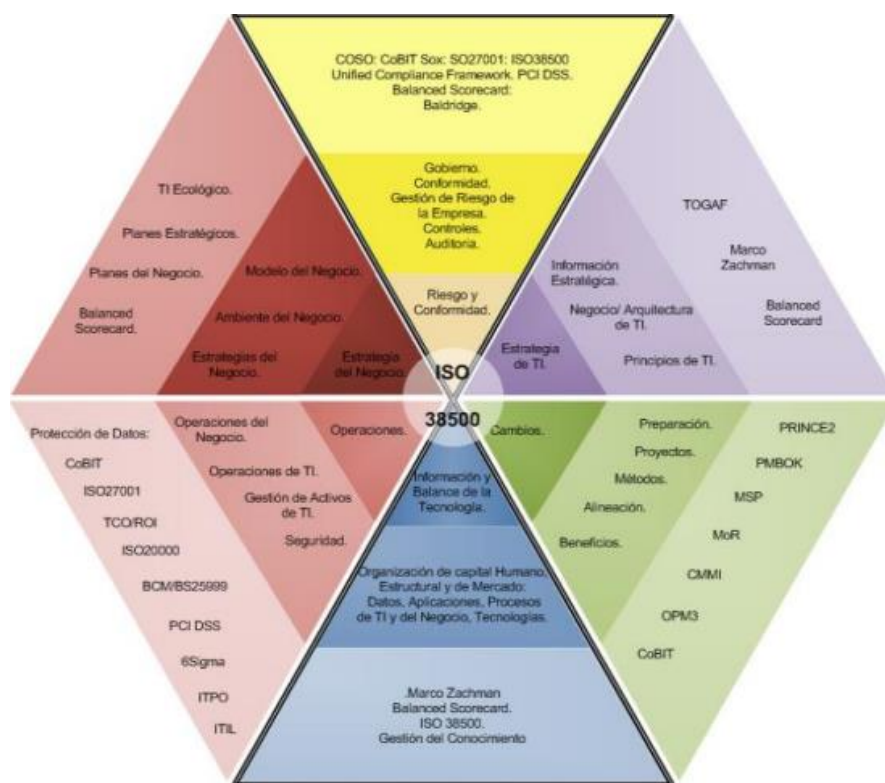 COSO: CoBIT Sox: SO27001: ISO38500
Unified Compliance Framework. PCI DSS.
Balanced Scorecard:
Baldridge.
Gobierno.
Conformidad.
Gestión de Riesgo de
la Empresa.
Controles.
Auditoria.
Riesgo y
Conformidad.
TI Ecológico.
Planes Estratégicos.
Planes del Negocio.
Balanced
Scorecard.
Modelo del Negocio.
Ambiente del Negocio.
Estrategias del
Negocio.
Estrategia
del Negocio.
Estrategia
de TI.
Información
Estratégica.
Negocio/ Arquitectura
de TI.
Principios de TI.
TOGAF
Marco
Zachman
Balanced
Scorecard
ISO
38500
Protección de Datos:
CoBIT
ISO27001
TCO/ROI
ISO20000
BCM/BS25999
PCI DSS
6Sigma
ITPO
ITIL
Operaciones del
Negocio.
Operaciones de TI.
Gestión de Activos
de TI.
Seguridad.
Operaciones.
Información y
Balance de la
Tecnología.
Organización de capital Humano,
Estructural y de Mercado:
Datos, Aplicaciones, Procesos
de TI y del Negocio, Tecnologías.
.Marco Zachman
Balanced Scorecard.
ISO 38500.
Gestión del Conocimiento
Cambios.
Preparación.
Proyectos.
Métodos.
Alineación.
Beneficios.
PRINCE2
PMBOK
MSP
MoR
CMMI
OPM3
CoBIT